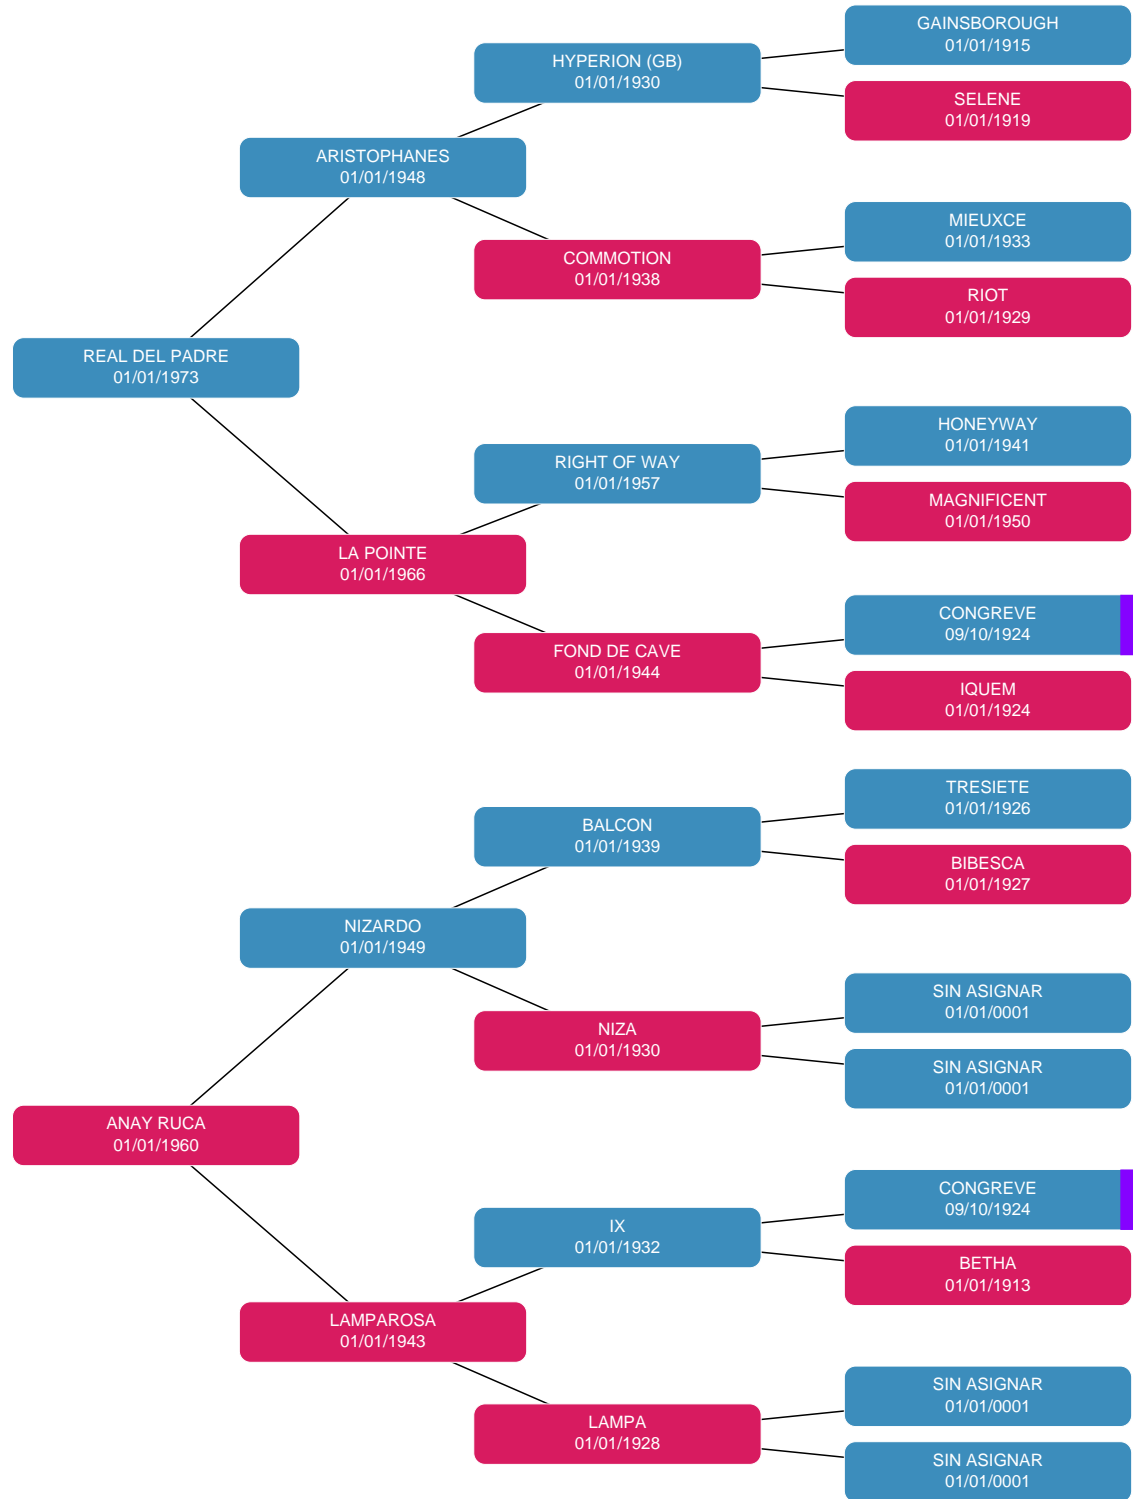 GAINSBOROUGH
01/01/1915
HYPERION (GB)
01/01/1930
SELENE
01/01/1919
ARISTOPHANES
01/01/1948
MIEUXCE
01/01/1933
COMMOTION
01/01/1938
RIOT
01/01/1929
REAL DEL PADRE
01/01/1973
HONEYWAY
01/01/1941
RIGHT OF WAY
01/01/1957
MAGNIFICENT
01/01/1950
LA POINTE
01/01/1966
CONGREVE
09/10/1924
FOND DE CAVE
01/01/1944
IQUEM
01/01/1924
TRESIETE
01/01/1926
BALCON
01/01/1939
BIBESCA
01/01/1927
NIZARDO
01/01/1949
SIN ASIGNAR
01/01/0001
NIZA
01/01/1930
SIN ASIGNAR
01/01/0001
ANAY RUCA
01/01/1960
CONGREVE
09/10/1924
IX
01/01/1932
BETHA
01/01/1913
LAMPAROSA
01/01/1943
SIN ASIGNAR
01/01/0001
LAMPA
01/01/1928
SIN ASIGNAR
01/01/0001